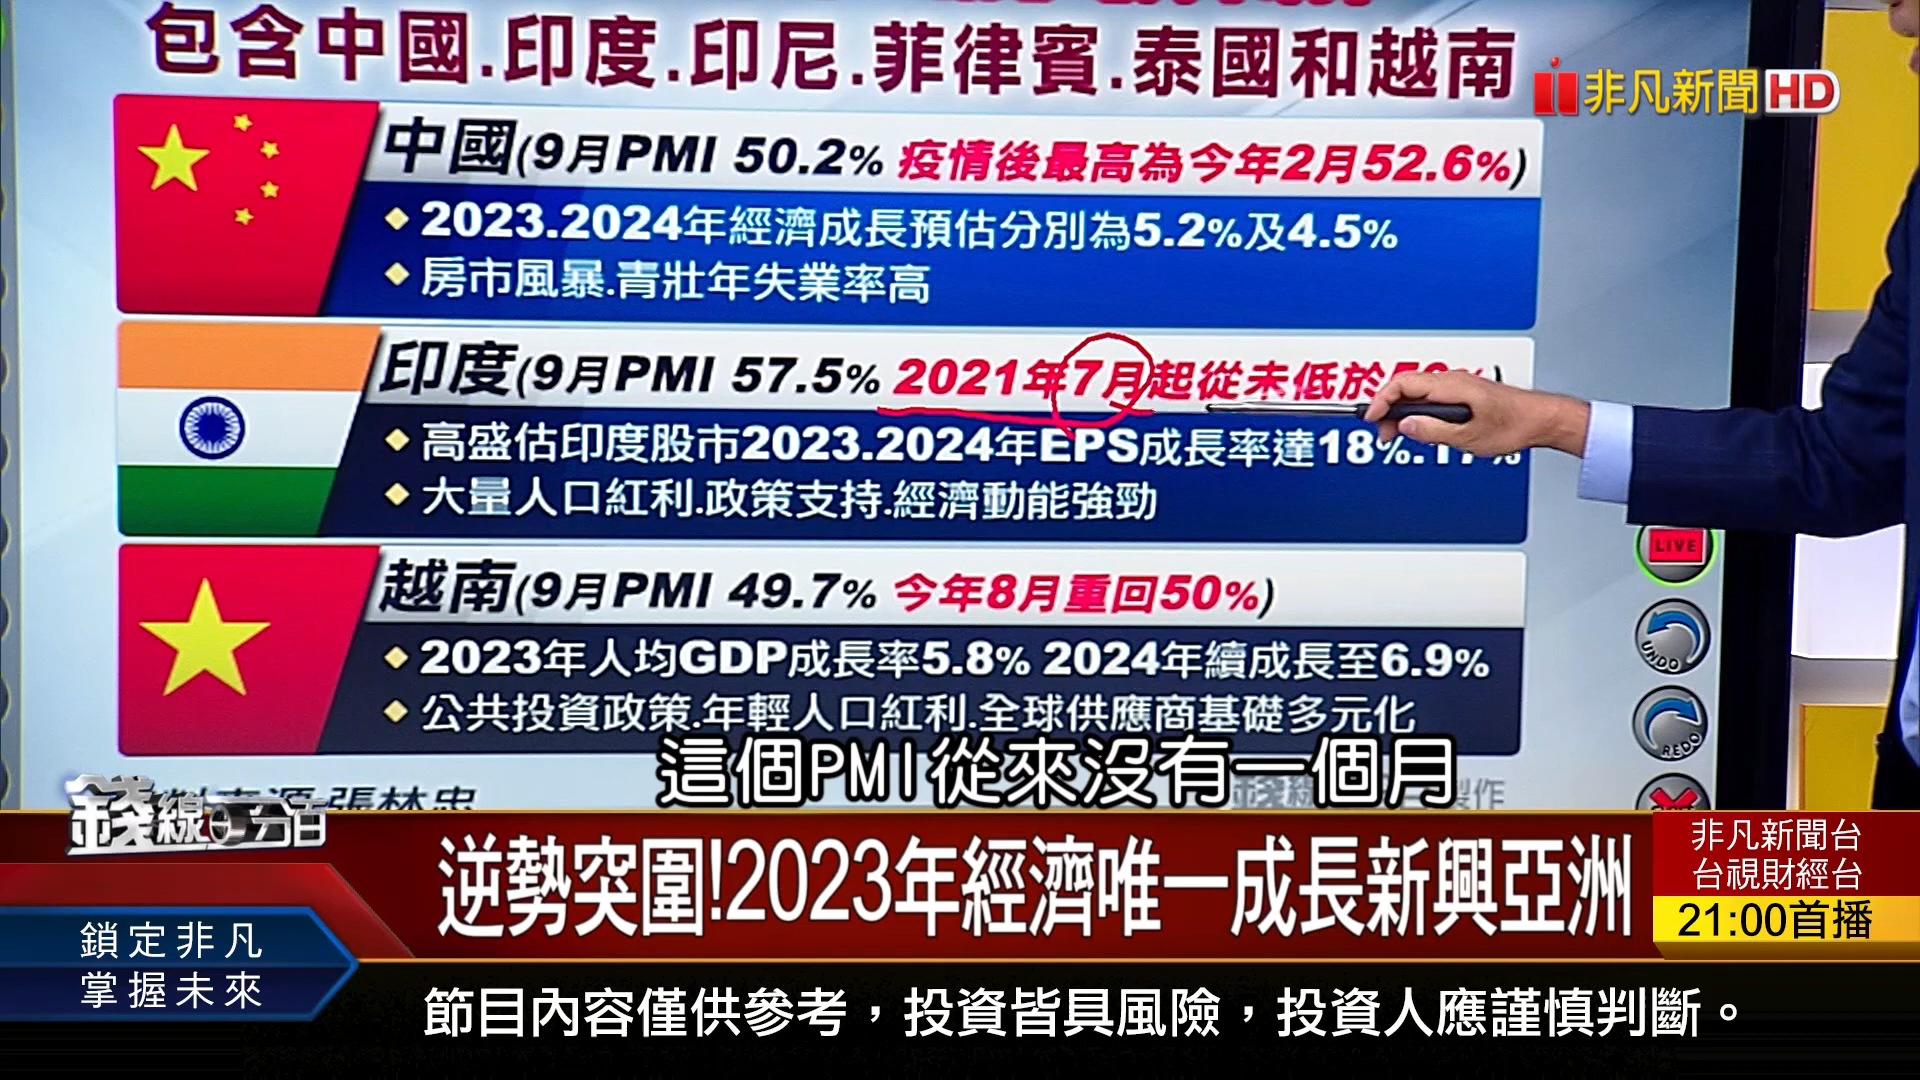 包含中國.印度.印尼.菲律賓.泰國和越南
非凡新聞HD
中國(9月PMI 50.2% 疫情後最高為今年2月52.6%)
2023.2024年經濟成長預估分別為5.2%及4.5%
房市風暴.青壯年失業率高
印度(9月PMI 57.5% 2021年7月起從未低於
高盛估印度股市2023.2024年EPS成長率達18%.17%
大量人口紅利.政策支持.經濟動能強勁
LIVE
越南(9月PMI 49.7% 今年8月重回50%)
UNDO
2023年人均GDP成長率5.8% 2024年續成長至6.9%
公共投資政策.年輕人口紅利.全球供應商基礎多元化
REDO
這個PMI從來沒有一個月
張林忠
製作
錢線百分百
逆勢突圍!2023年經濟唯一成長新興亞洲
非凡新聞台
台視財經台
21:00首播
鎖定非凡
掌握未來
節目內容僅供參考，投資皆具風險，投資人應謹慎判斷。